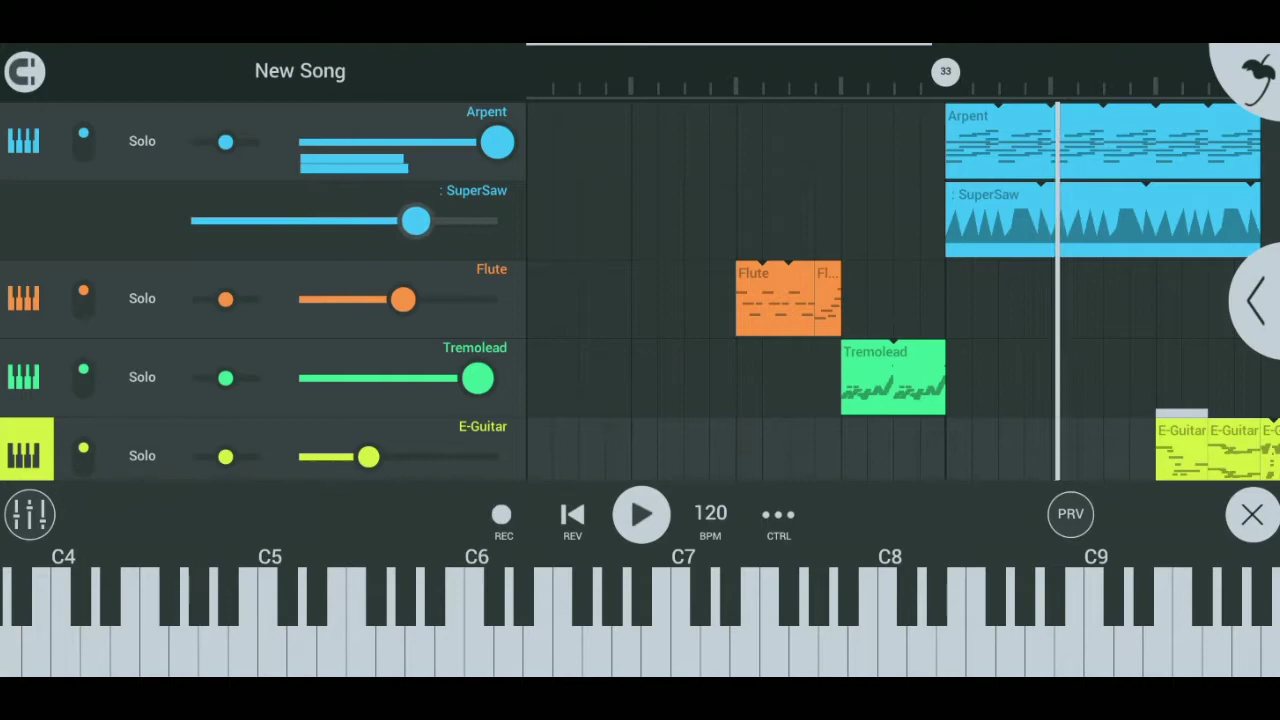 New Song
33
Arpent
Solo
Arpent
: SuperSaw
: SuperSaw
Flute
Solo
Flute
Fl...
Tremolead
Solo
Tremolead
E-Guitar
Solo
E-Guitar
E-Guitar
REC
REV
120
BPM
CTRL
PRV
C4
C5
C6
C7
C8
C9